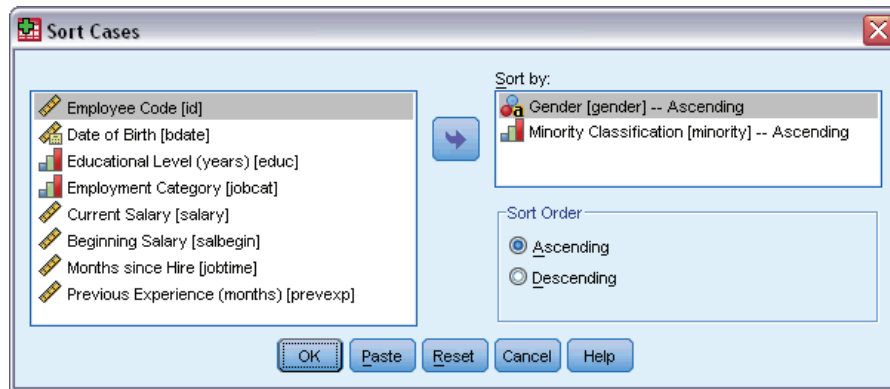 Sort Cases
Employee Code [id]
Date of Birth [bdate]
Educational Level (years) [educ]
Employment Category [jobcat]
Current Salary [salary]
Beginning Salary [salbegin]
Months since Hire [jobtime]
Previous Experience (months) [prevexp]
Sort by:
Gender [gender] -- Ascending
Minority Classification [minority] -- Ascending
Sort Order
Ascending
Descending
OK Paste Reset Cancel Help